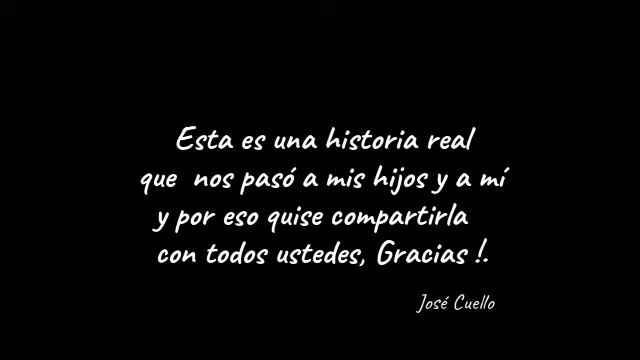 Esta es una historia real
que nos pasó a mis hijos y a mí
y por eso quise compartirla
con todos ustedes, Gracias !.
José Cuello